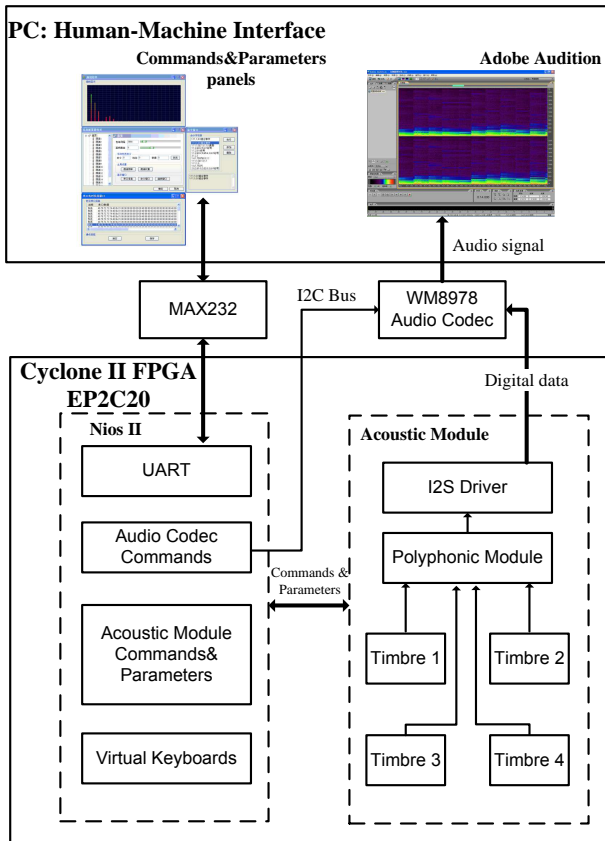 PC: Human-Machine Interface
Commands&Parameters
panels
Adobe Audition
Audio signal
MAX232
I2C Bus
WM8978
Audio Codec
Cyclone II FPGA
EP2C20
Digital data
Nios II
UART
Audio Codec
Commands
Acoustic Module
Commands&
Parameters
Virtual Keyboards
Commands &
Parameters
Acoustic Module
I2S Driver
Polyphonic Module
Timbre 1
Timbre 2
Timbre 3
Timbre 4